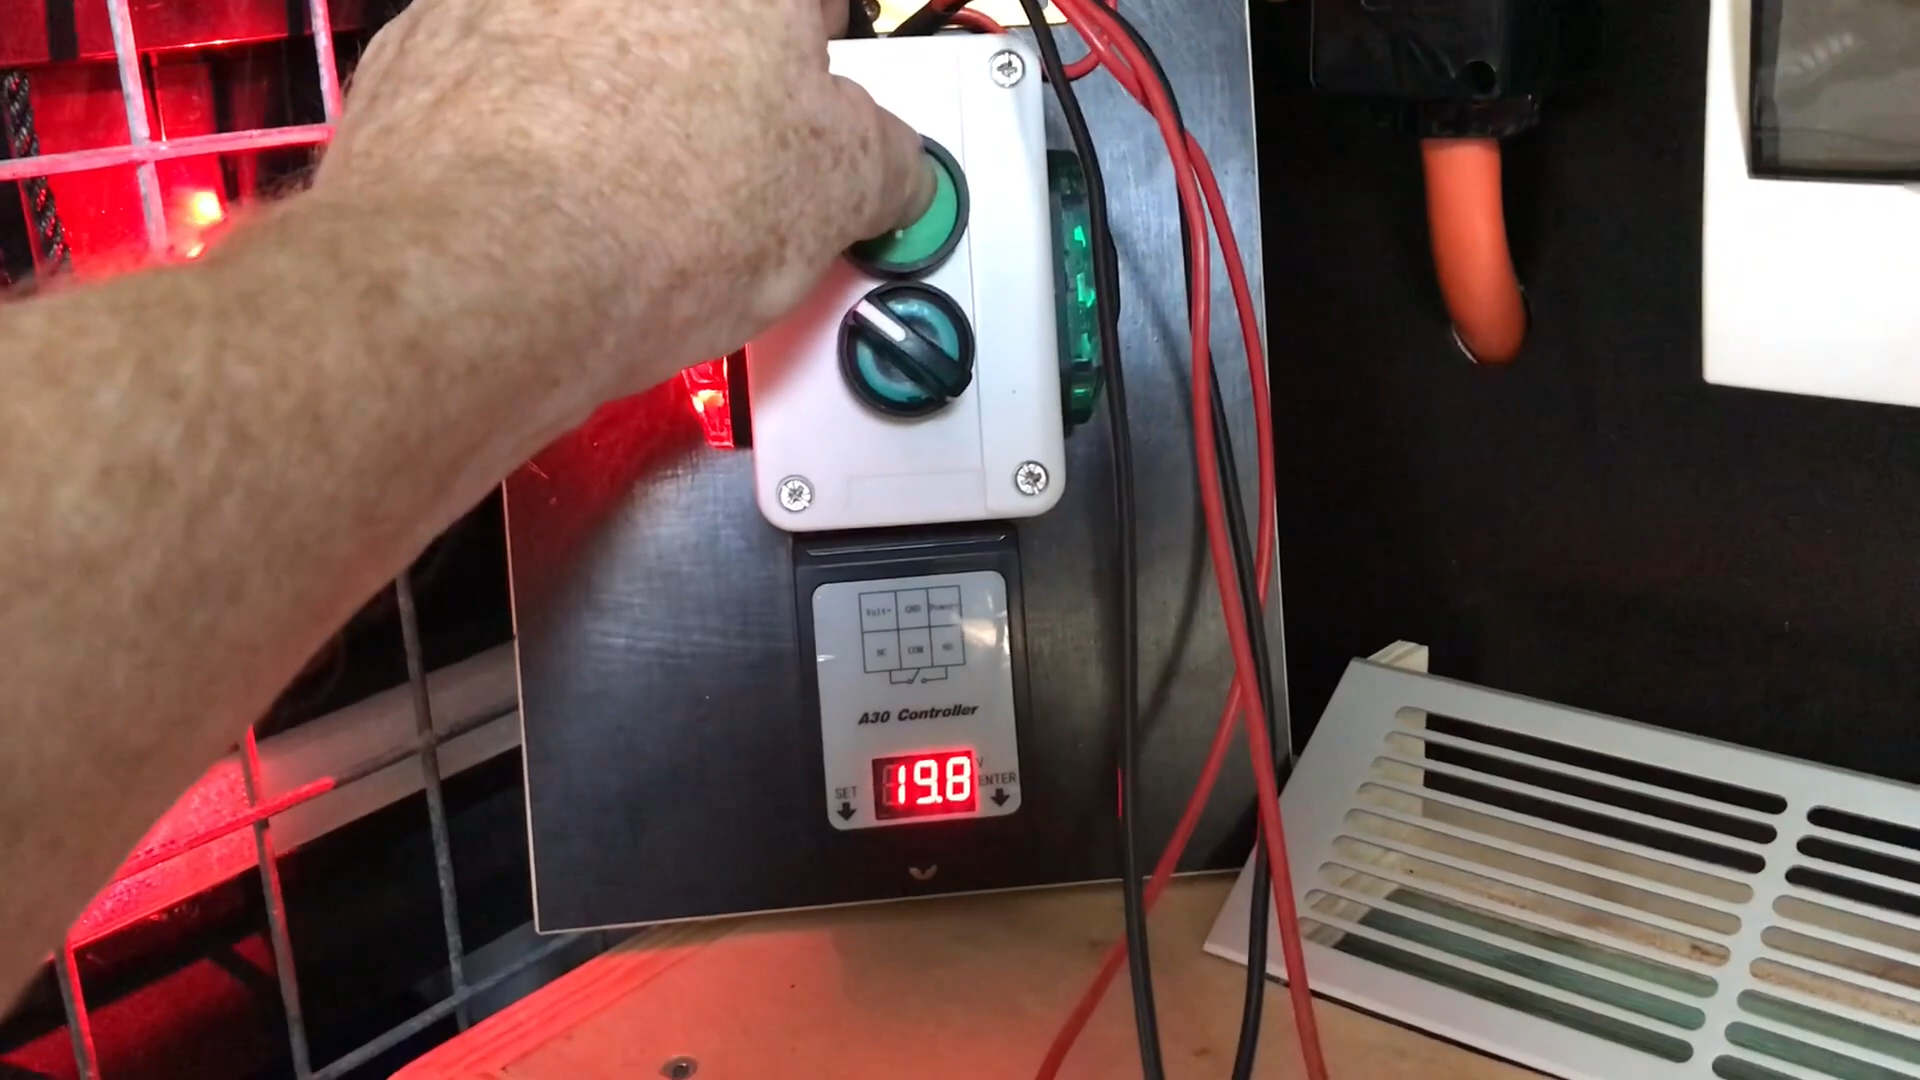 Volt+ GND Power+
NC COM NO
A30 Controller
V
SET 19.8 ENTER